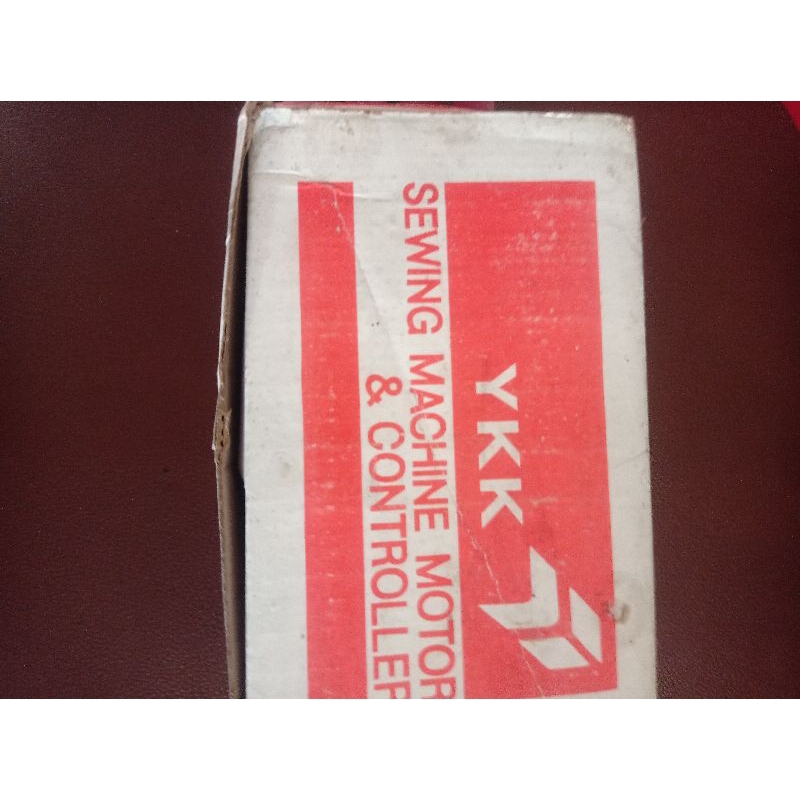 YKK
SEWING MACHINE MOTOR
& CONTROLLER